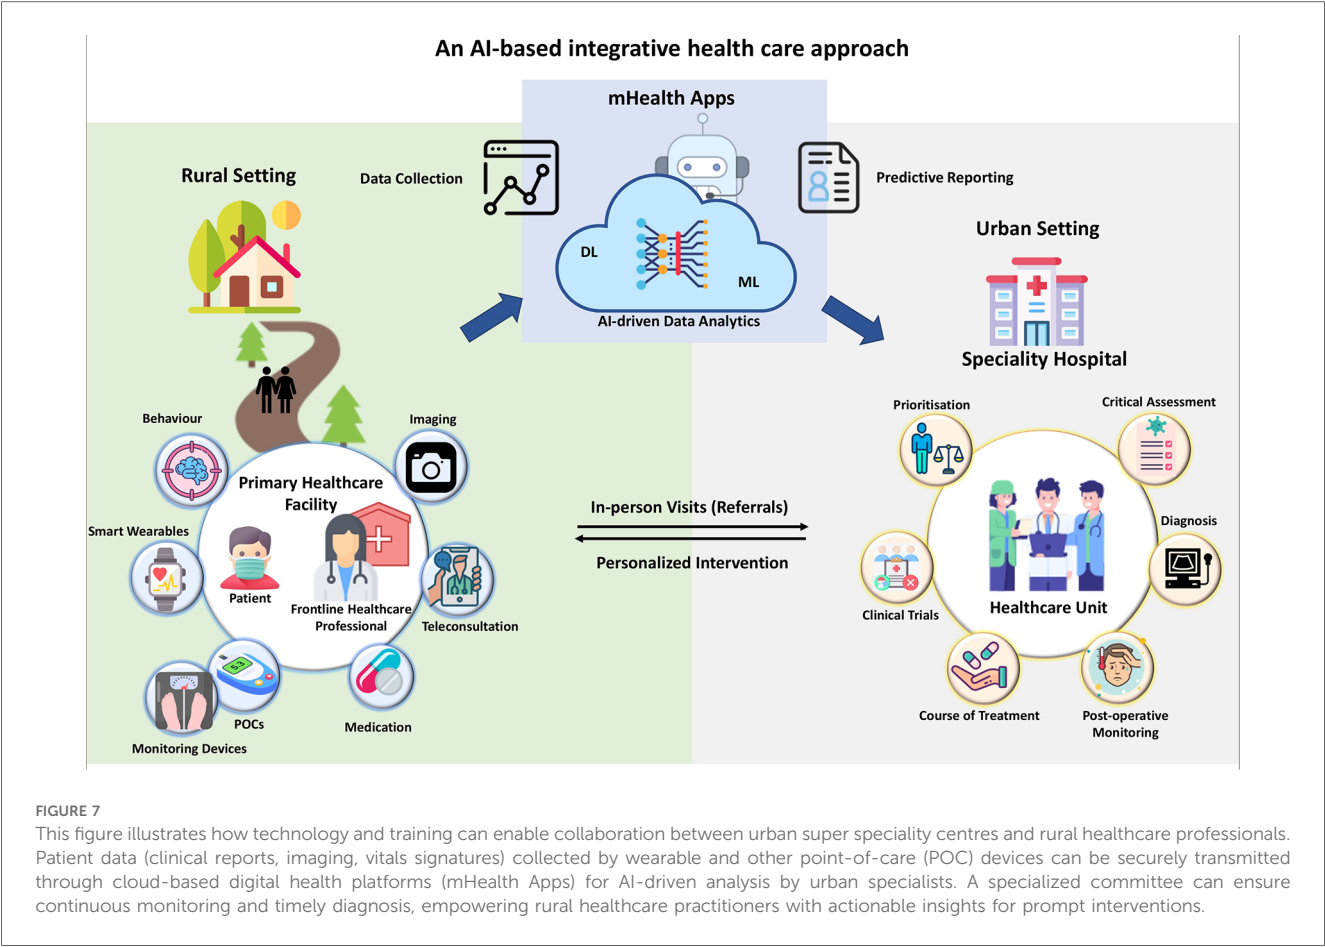 An AI-based integrative health care approach
mHealth Apps
Rural Setting
Data Collection
Predictive Reporting
Urban Setting
DL
ML
AI-driven Data Analytics
Speciality Hospital
Behaviour
Imaging
Prioritisation
Critical Assessment
Primary Healthcare
Facility
Smart Wearables
Patient
Frontline Healthcare
Professional
Teleconsultation
5.3
POCs
Monitoring Devices
Medication
In-person Visits (Referrals)
Personalized Intervention
Diagnosis
Healthcare Unit
Clinical Trials
Course of Treatment
Post-operative
Monitoring
FIGURE 7
This figure illustrates how technology and training can enable collaboration between urban super speciality centres and rural healthcare professionals.
Patient data (clinical reports, imaging, vitals signatures) collected by wearable and other point-of-care (POC) devices can be securely transmitted
through cloud-based digital health platforms (mHealth Apps) for AI-driven analysis by urban specialists. A specialized committee can ensure
continuous monitoring and timely diagnosis, empowering rural healthcare practitioners with actionable insights for prompt interventions.